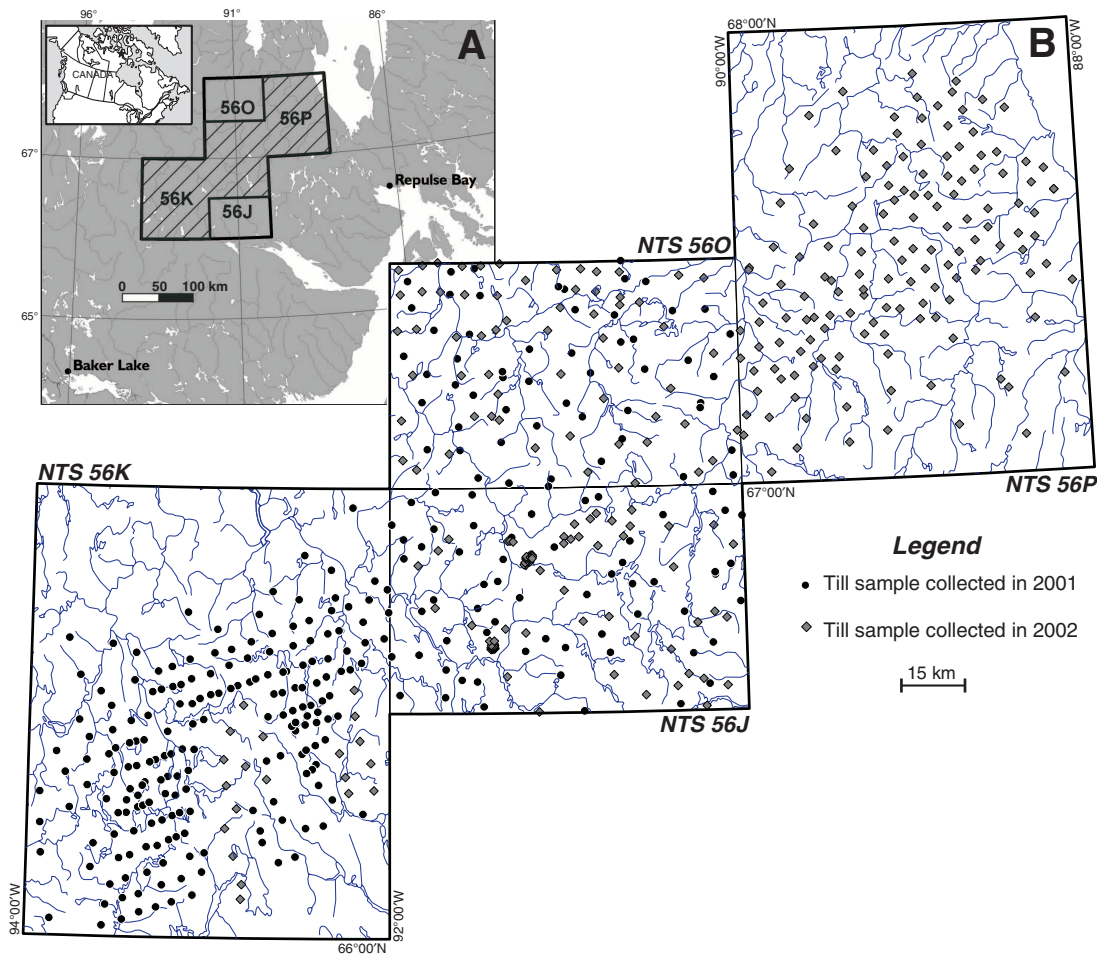 96°
91°
86°
A
CANADA
56O
56P
67°
56K
56J
Repulse Bay
0 50 100 km
65°
Baker Lake
68°00′N
90°00′W
B
88°00′W
NTS 56O
NTS 56K
67°00′N
NTS 56P
Legend
Till sample collected in 2001
Till sample collected in 2002
15 km
NTS 56J
94°00′W
92°00′W
66°00′N